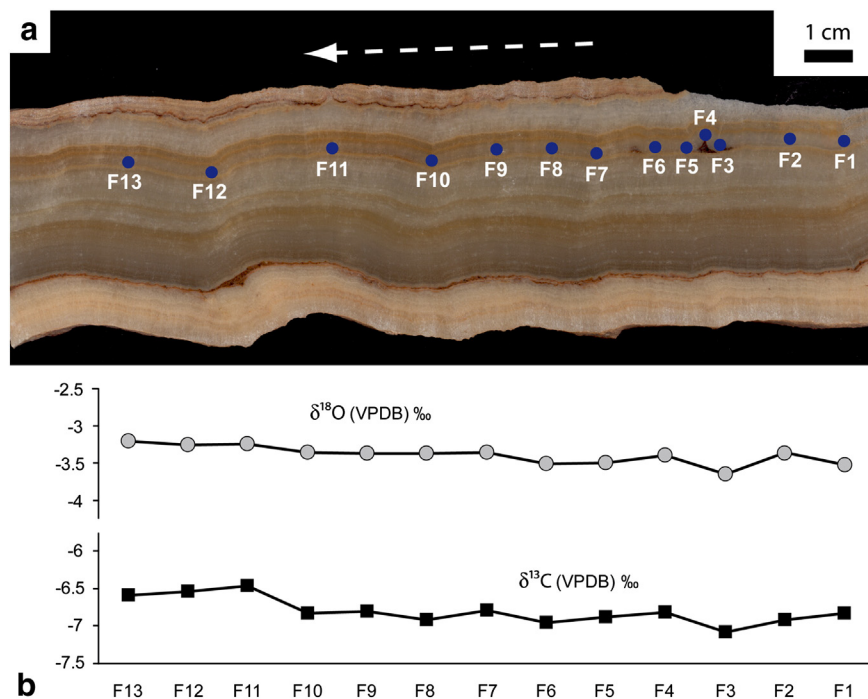 a
1 cm
F4
F13
F12
F11
F10
F9
F8
F7
F6
F5
F3
F2
F1
-2.5
δ¹⁸O (VPDB) ‰
-3
-3.5
-4
-6
δ¹³C (VPDB) ‰
-6.5
-7
-7.5
b
F13 F12 F11 F10 F9 F8 F7 F6 F5 F4 F3 F2 F1